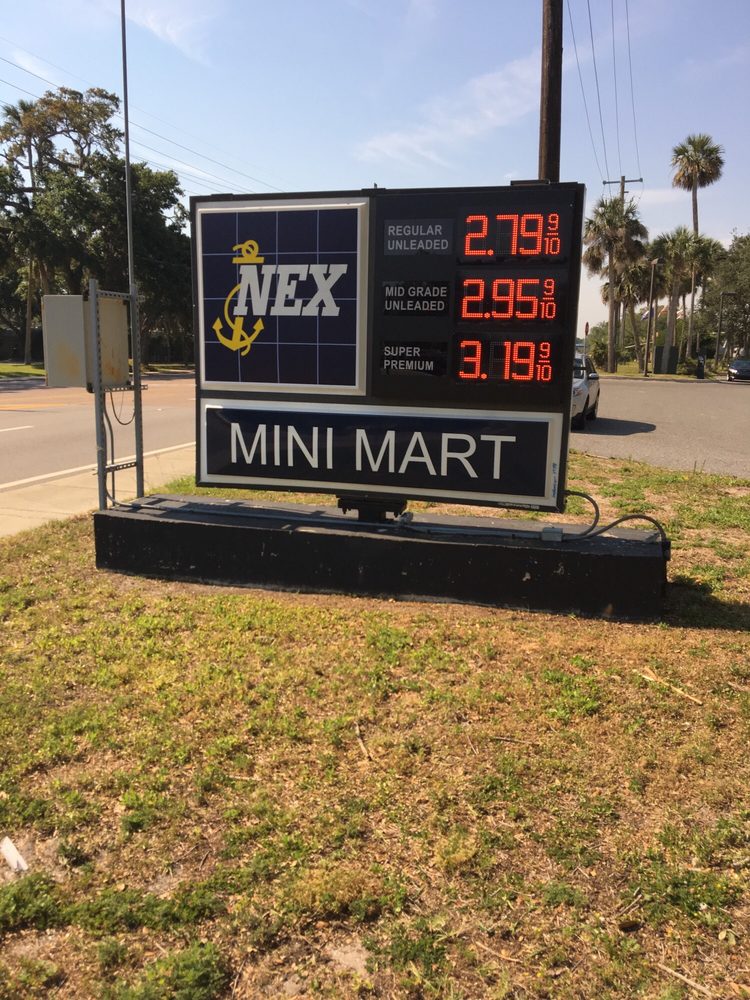 NEX
REGULAR
UNLEADED
2.79 9/10
MID GRADE
UNLEADED
2.95 9/10
SUPER
PREMIUM
3.19 9/10
MINI MART